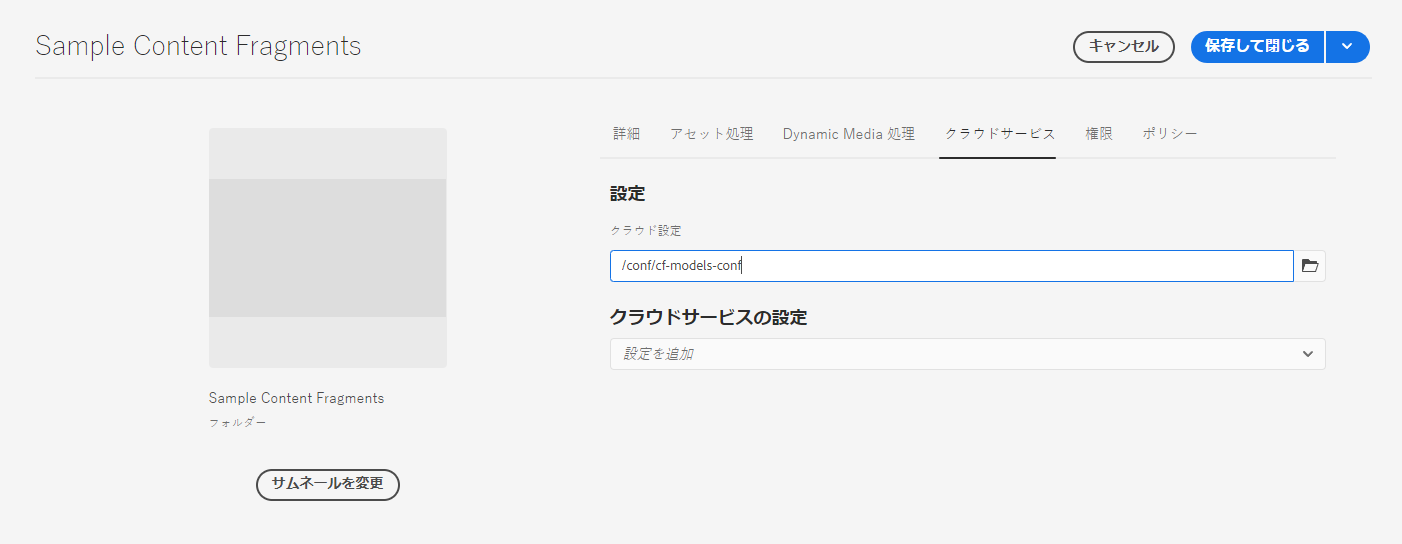 Sample Content Fragments
キャンセル
保存して閉じる
詳細 アセット処理 Dynamic Media 処理 クラウドサービス 権限 ポリシー
設定
クラウド設定
/conf/cf-models-conf
クラウドサービスの設定
設定を追加
Sample Content Fragments
フォルダー
サムネールを変更